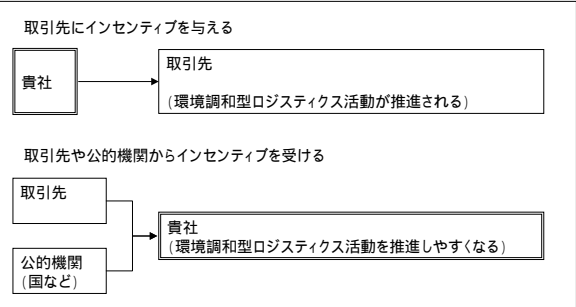 取引先にインセンティブを与える
貴社
取引先
(環境調和型ロジスティクス活動が推進される)
取引先や公的機関からインセンティブを受ける
取引先
貴社
(環境調和型ロジスティクス活動を推進しやすくなる)
公的機関
(国など)